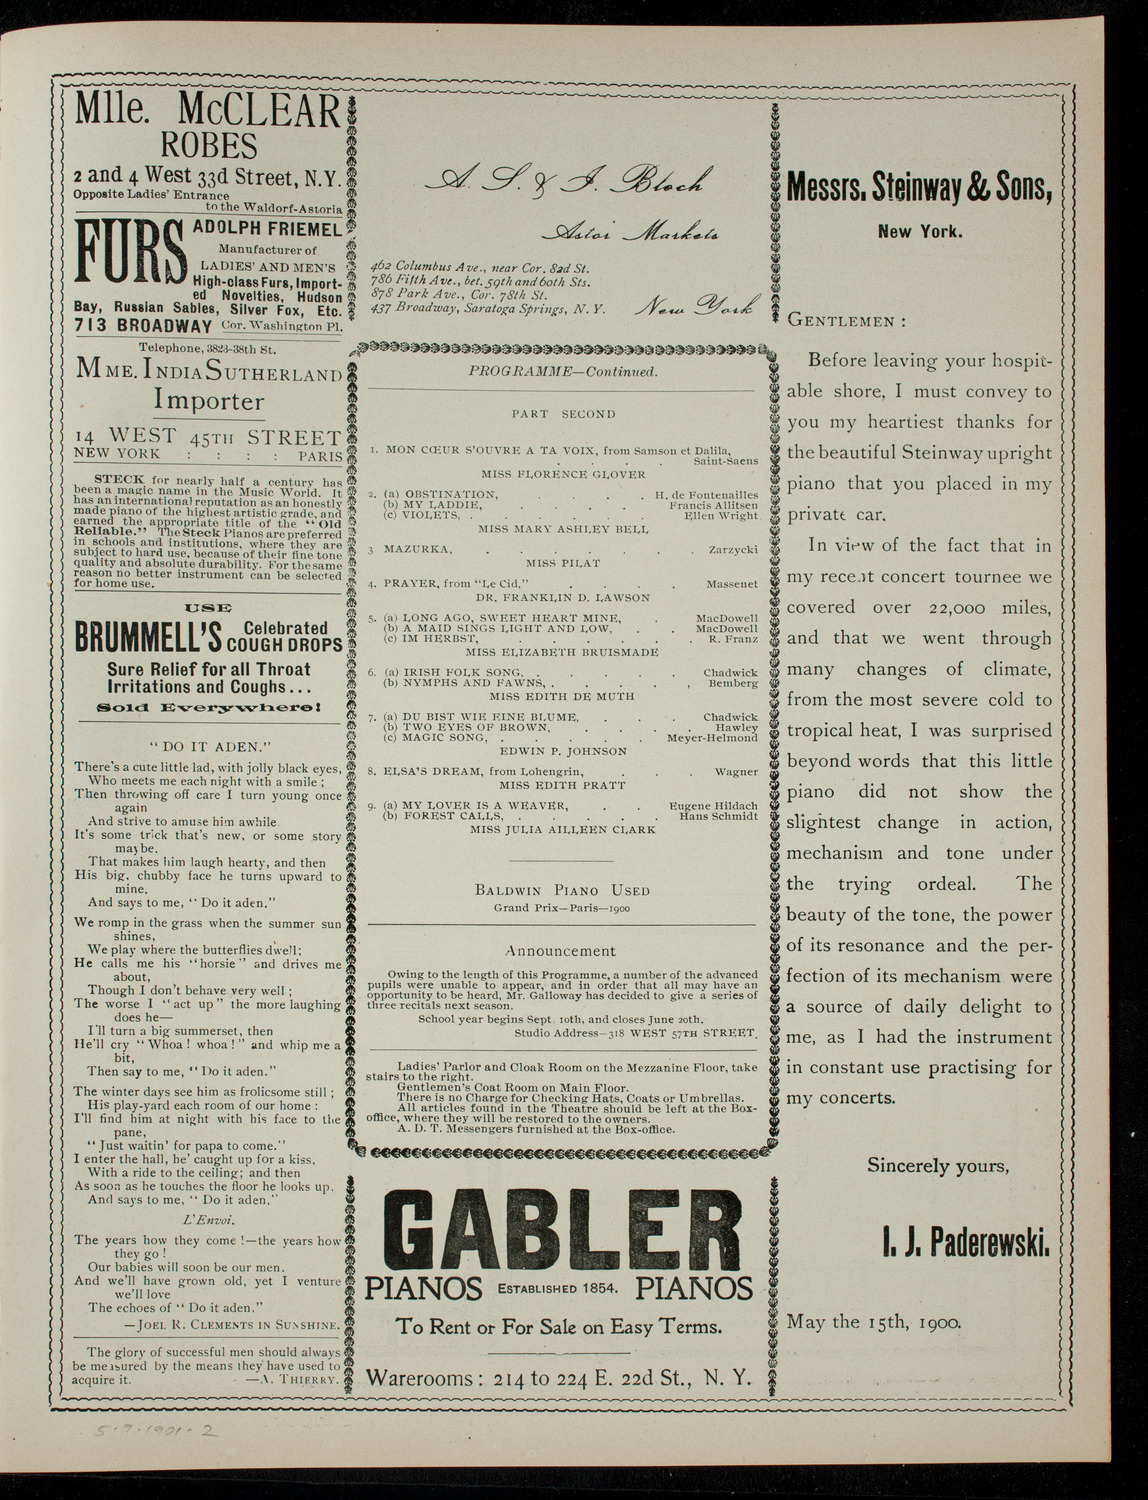 Mlle. McCLEAR
ROBES
2 and 4 West 33d Street, N.Y.
Opposite Ladies' Entrance
to the Waldorf-Astoria
FURS
ADOLPH FRIEMEL
Manufacturer of
LADIES' AND MEN'S
High-class Furs, Import-
ed Novelties, Hudson
Bay, Russian Sables, Silver Fox, Etc.
713 BROADWAY Cor. Washington Pl.
Telephone, 3823-38th St.
MME. INDIA SUTHERLAND
Importer
14 WEST 45TH STREET
NEW YORK : : : : PARIS
STECK for nearly half a century has
been a magic name in the Music World. It
has an international reputation as an honestly
made piano of the highest artistic grade, and
earned the appropriate title of the "Old
Reliable." The Steck Pianos are preferred
in schools and institutions, where they are
subject to hard use, because of their fine tone
quality and absolute durability. For the same
reason no better instrument can be selected
for home use.
USE
BRUMMELL'S Celebrated
COUGH DROPS
Sure Relief for all Throat
Irritations and Coughs...
Sold Everywhere!
"DO IT ADEN."
There's a cute little lad, with jolly black eyes,
Who meets me each night with a smile;
Then throwing off care I turn young once
again
And strive to amuse him awhile.
It's some trick that's new, or some story
maybe,
That makes him laugh hearty, and then
His big, chubby face he turns upward to
mine,
And says to me, "Do it aden."
We romp in the grass when the summer sun
shines,
We play where the butterflies dwell;
He calls me his "horsie" and drives me
about,
Though I don't behave very well;
The worse I "act up" the more laughing
does he—
I'll turn a big summerset, then
He'll cry "Whoa! whoa!" and whip me a
bit,
Then say to me, "Do it aden."
The winter days see him as frolicsome still;
His play-yard each room of our home:
I'll find him at night with his face to the
pane,
"Just waitin' for papa to come."
I enter the hall, he' caught up for a kiss,
With a ride to the ceiling; and then
As soon as he touches the floor he looks up,
And says to me, "Do it aden."
L'Envoi.
The years how they come!—the years how
they go!
Our babies will soon be our men,
And we'll have grown old, yet I venture
we'll love
The echoes of "Do it aden."
—JOEL R. CLEMENTS IN SUNSHINE.
The glory of successful men should always
be measured by the means they have used to
acquire it. —A. THIERRY.
5.7.1901.2
A. S. & I. Bloch
Astor Markets
462 Columbus Ave., near Cor. 82d St.
786 Fifth Ave., bet. 59th and 60th Sts.
878 Park Ave., Cor. 78th St.
437 Broadway, Saratoga Springs, N. Y. New York
PROGRAMME—Continued.
PART SECOND
1. MON CŒUR S'OUVRE A TA VOIX, from Samson et Dalila,
. . . . Saint-Saens
MISS FLORENCE GLOVER
2. (a) OBSTINATION, . . . . H. de Fontenailles
(b) MY LADDIE, . . . . . Francis Allitsen
(c) VIOLETS, . . . . . . Ellen Wright
MISS MARY ASHLEY BELL
3 MAZURKA, . . . . . . . Zarzycki
MISS PILAT
4. PRAYER, from "Le Cid," . . . . Massenet
DR. FRANKLIN D. LAWSON
5. (a) LONG AGO, SWEET HEART MINE, . MacDowell
(b) A MAID SINGS LIGHT AND LOW, . . MacDowell
(c) IM HERBST, . . . . . R. Franz
MISS ELIZABETH BRUISMADE
6. (a) IRISH FOLK SONG, . . . . . Chadwick
(b) NYMPHS AND FAWNS, . . . . , Bemberg
MISS EDITH DE MUTH
7. (a) DU BIST WIE EINE BLUME, . . . Chadwick
(b) TWO EYES OF BROWN, . . . . Hawley
(c) MAGIC SONG, . . . . . Meyer-Helmond
EDWIN P. JOHNSON
8. ELSA'S DREAM, from Lohengrin, . . . Wagner
MISS EDITH PRATT
9. (a) MY LOVER IS A WEAVER, . . Eugene Hildach
(b) FOREST CALLS, . . . . . Hans Schmidt
MISS JULIA AILLEEN CLARK
BALDWIN PIANO USED
Grand Prix—Paris—1900
Announcement
Owing to the length of this Programme, a number of the advanced
pupils were unable to appear, and in order that all may have an
opportunity to be heard, Mr. Galloway has decided to give a series of
three recitals next season.
School year begins Sept. 10th, and closes June 20th.
Studio Address—318 WEST 57TH STREET.
Ladies' Parlor and Cloak Room on the Mezzanine Floor, take
stairs to the right.
Gentlemen's Coat Room on Main Floor.
There is no Charge for Checking Hats, Coats or Umbrellas.
All articles found in the Theatre should be left at the Box-
office, where they will be restored to the owners.
A. D. T. Messengers furnished at the Box-office.
GABLER
PIANOS ESTABLISHED 1854. PIANOS
To Rent or For Sale on Easy Terms.
Warerooms: 214 to 224 E. 22d St., N. Y.
Messrs. Steinway & Sons,
New York.
GENTLEMEN:
Before leaving your hospit-
able shore, I must convey to
you my heartiest thanks for
the beautiful Steinway upright
piano that you placed in my
private car.
In view of the fact that in
my recent concert tournee we
covered over 22,000 miles,
and that we went through
many changes of climate,
from the most severe cold to
tropical heat, I was surprised
beyond words that this little
piano did not show the
slightest change in action,
mechanism and tone under
the trying ordeal. The
beauty of the tone, the power
of its resonance and the per-
fection of its mechanism were
a source of daily delight to
me, as I had the instrument
in constant use practising for
my concerts.
Sincerely yours,
I. J. Paderewski.
May the 15th, 1900.